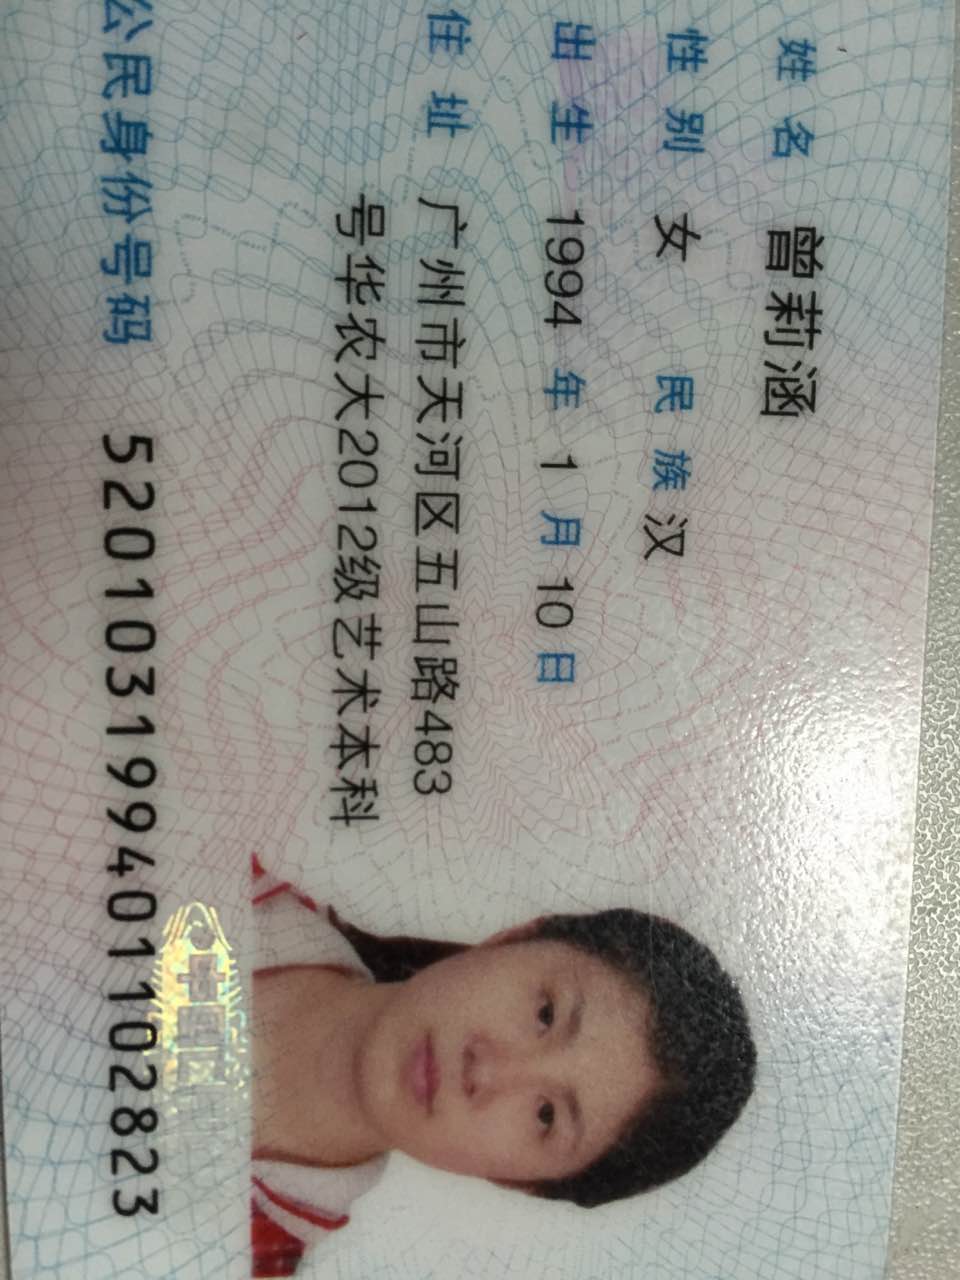 姓名 曾莉涵
性别 女 民族 汉
出生 1994 年 1 月 10 日
住址 广州市天河区五山路483
号华农大2012级艺术本科
公民身份号码 520103199401102823